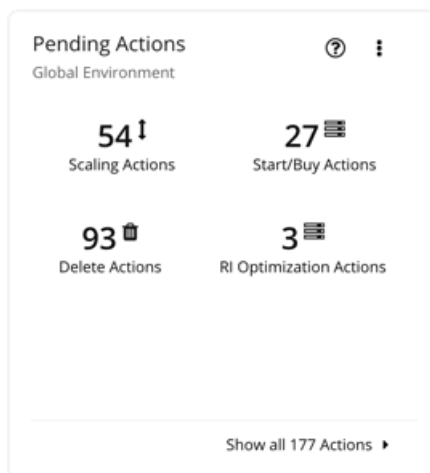 Pending Actions
Global Environment
54
Scaling Actions
27
Start/Buy Actions
93
Delete Actions
3
RI Optimization Actions
Show all 177 Actions